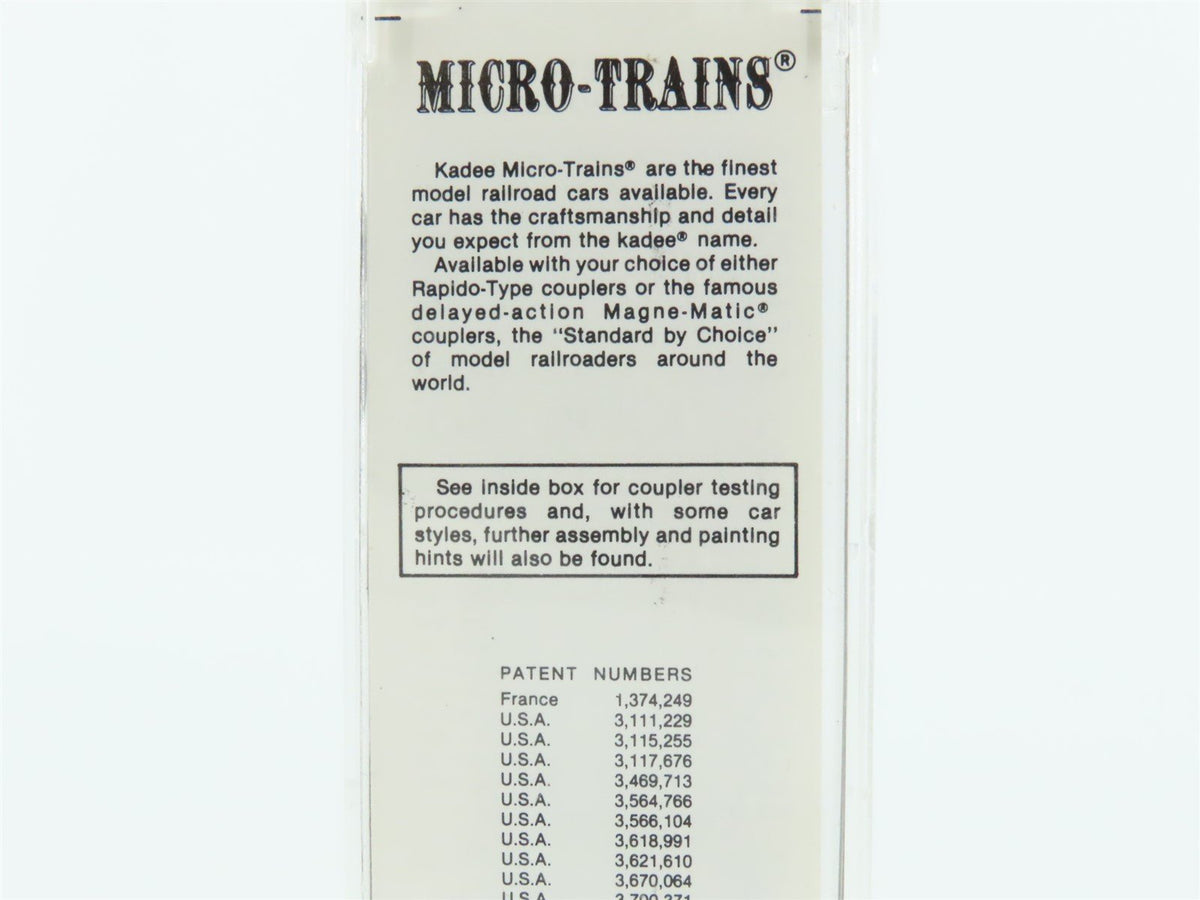 MICRO-TRAINS®
Kadee Micro-Trains® are the finest
model railroad cars available. Every
car has the craftsmanship and detail
you expect from the kadee® name.
Available with your choice of either
Rapido-Type couplers or the famous
delayed-action Magne-Matic®
couplers, the "Standard by Choice"
of model railroaders around the
world.
See inside box for coupler testing
procedures and, with some car
styles, further assembly and painting
hints will also be found.
PATENT NUMBERS
France 1,374,249
U.S.A. 3,111,229
U.S.A. 3,115,255
U.S.A. 3,117,676
U.S.A. 3,469,713
U.S.A. 3,564,766
U.S.A. 3,566,104
U.S.A. 3,618,991
U.S.A. 3,621,610
U.S.A. 3,670,064
U.S.A.